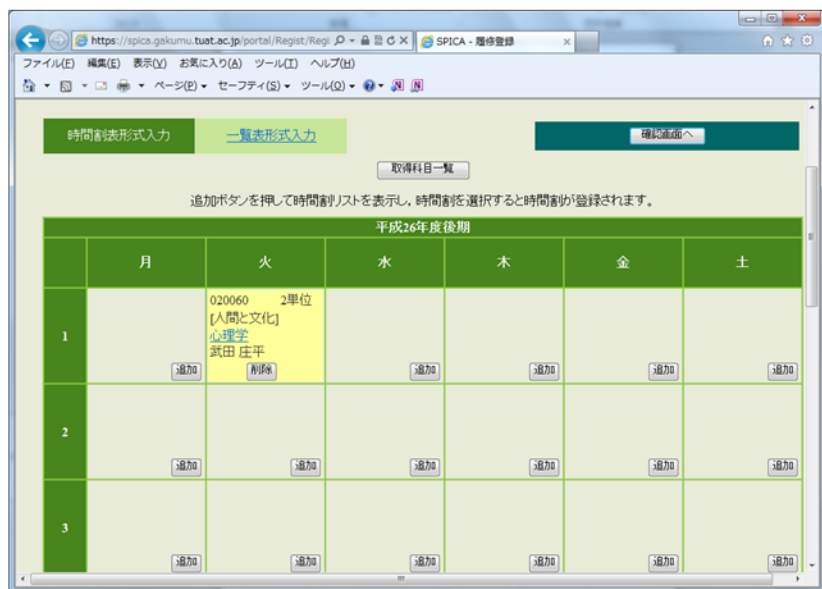 https://spica.gakumu.tuat.ac.jp/portal/Regist/Regi
SPICA - 履修登録
ファイル(F) 編集(E) 表示(V) お気に入り(A) ツール(T) ヘルプ(H)
ページ(P) セーフティ(S) ツール(O)
時間割表形式入力 一覧表形式入力 確認画面へ
取得科目一覧
追加ボタンを押して時間割リストを表示し，時間割を選択すると時間割が登録されます。
平成26年度後期
月 火 水 木 金 土
020060 2単位
[人間と文化]
1 心理学
武田 庄平
追加 削除 追加 追加 追加 追加
2
追加 追加 追加 追加 追加 追加
3
追加 追加 追加 追加 追加 追加